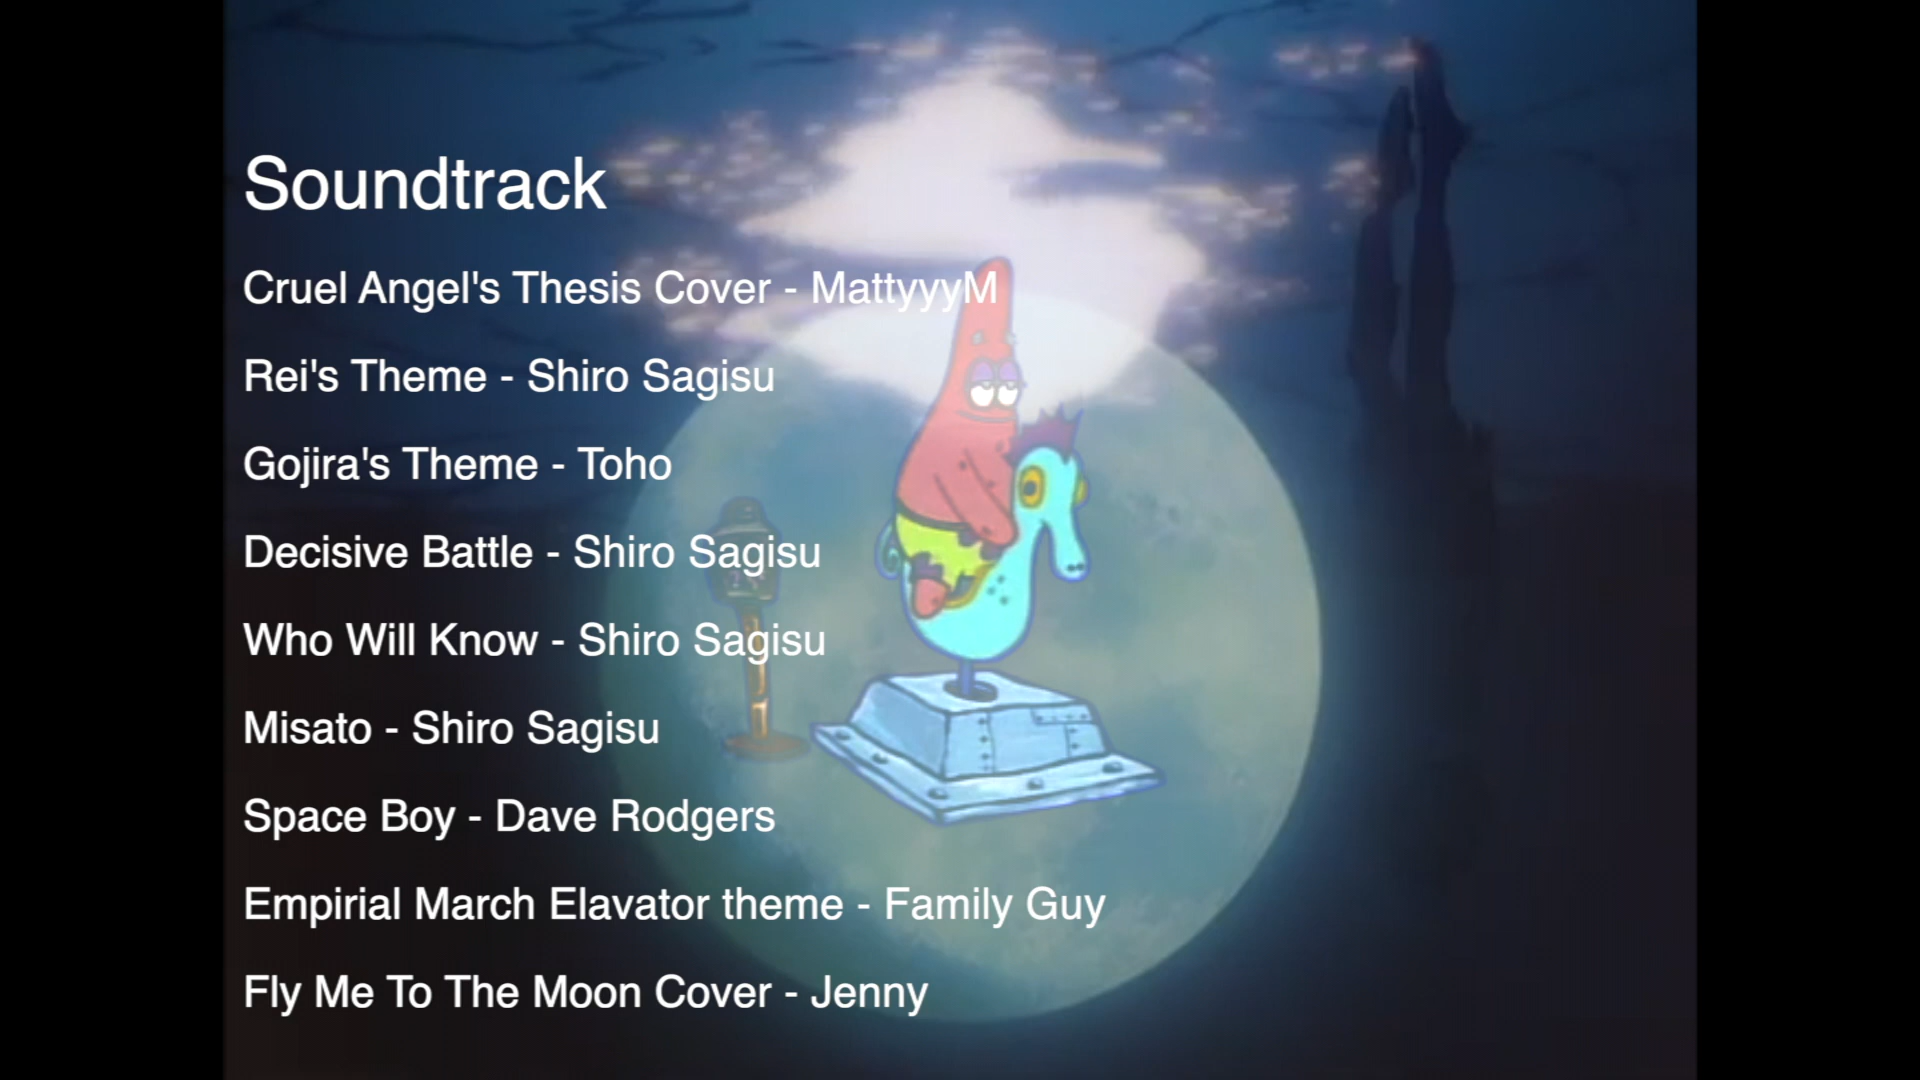 Soundtrack
Cruel Angel's Thesis Cover - MattyyyM
Rei's Theme - Shiro Sagisu
Gojira's Theme - Toho
Decisive Battle - Shiro Sagisu
Who Will Know - Shiro Sagisu
Misato - Shiro Sagisu
Space Boy - Dave Rodgers
Empirial March Elavator theme - Family Guy
Fly Me To The Moon Cover - Jenny